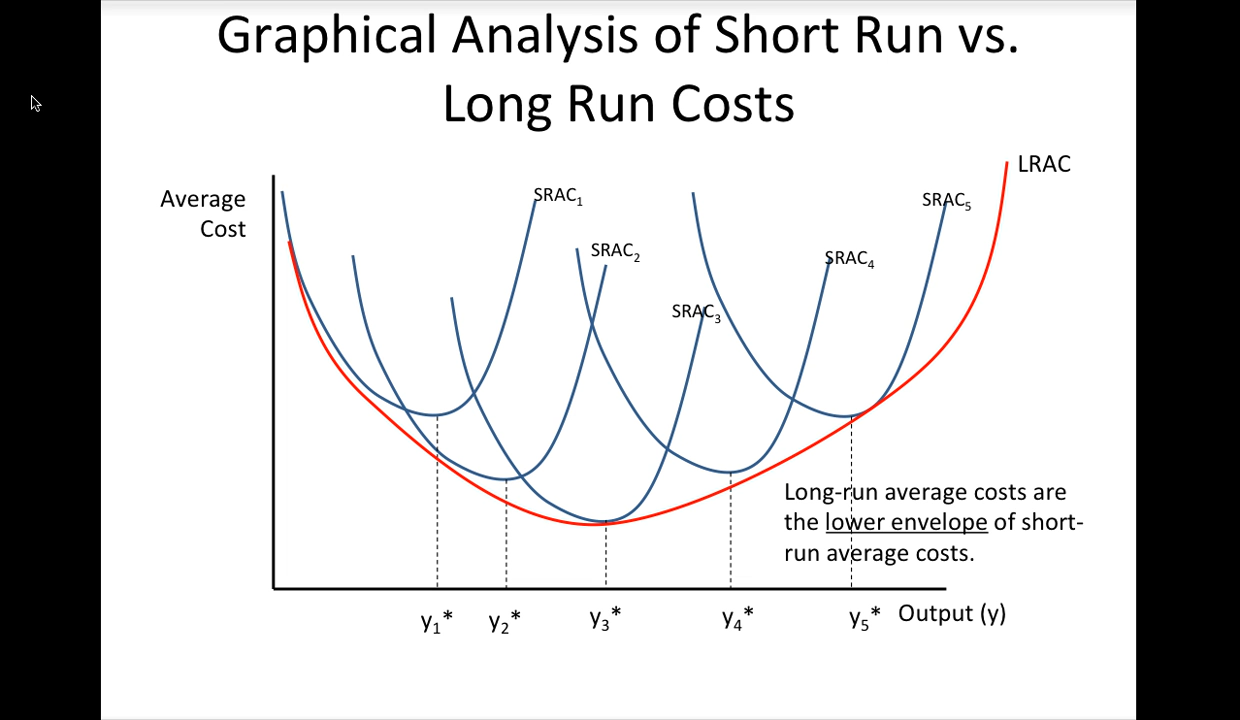 Graphical Analysis of Short Run vs.
Long Run Costs
LRAC
Average
Cost
SRAC₁
SRAC₂
SRAC₃
SRAC₄
SRAC₅
Long-run average costs are
the lower envelope of short-
run average costs.
y₁*
y₂*
y₃*
y₄*
y₅*
Output (y)